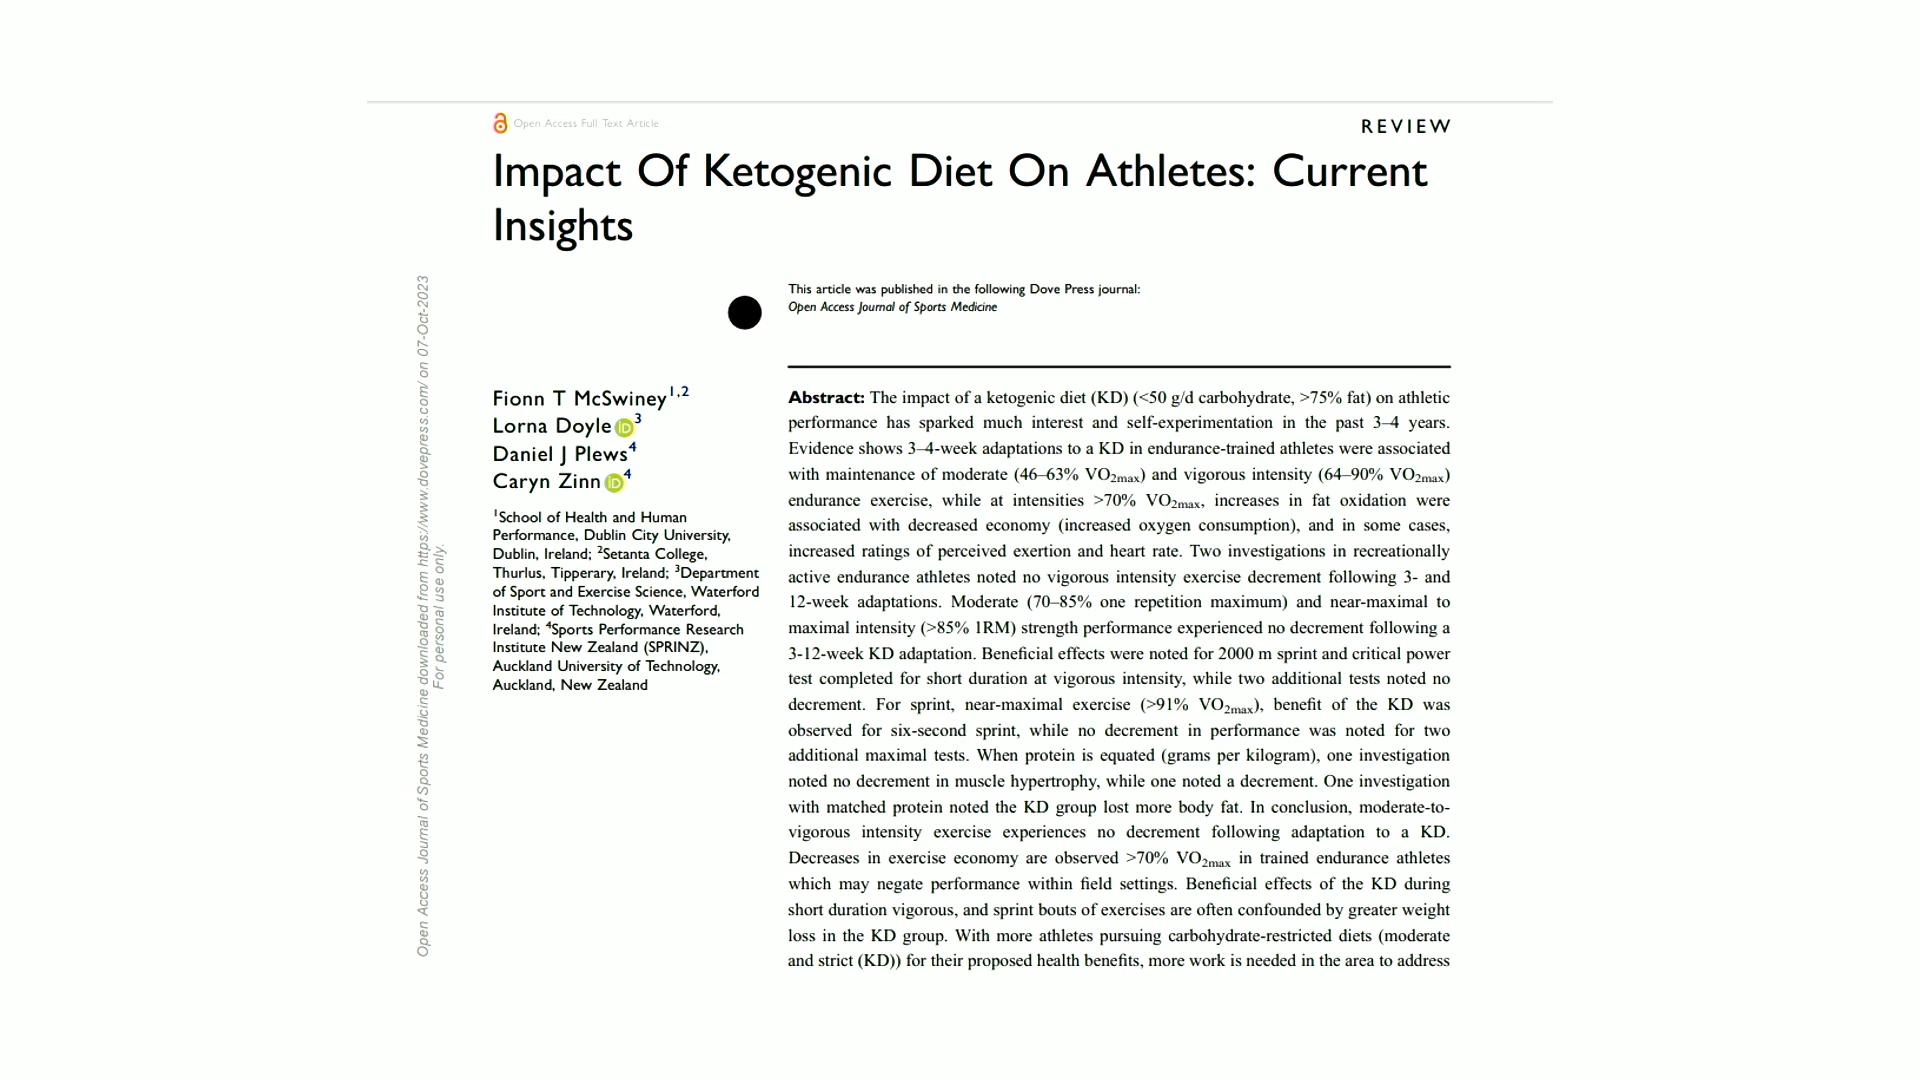 Open Access Full Text Article
REVIEW
Impact Of Ketogenic Diet On Athletes: Current
Insights
This article was published in the following Dove Press journal:
Open Access Journal of Sports Medicine
Fionn T McSwiney1,2
Lorna Doyle iD 3
Daniel J Plews4
Caryn Zinn iD 4
1School of Health and Human
Performance, Dublin City University,
Dublin, Ireland; 2Setanta College,
Thurlus, Tipperary, Ireland; 3Department
of Sport and Exercise Science, Waterford
Institute of Technology, Waterford,
Ireland; 4Sports Performance Research
Institute New Zealand (SPRINZ),
Auckland University of Technology,
Auckland, New Zealand
Abstract: The impact of a ketogenic diet (KD) (<50 g/d carbohydrate, >75% fat) on athletic
performance has sparked much interest and self-experimentation in the past 3–4 years.
Evidence shows 3–4-week adaptations to a KD in endurance-trained athletes were associated
with maintenance of moderate (46–63% VO2max) and vigorous intensity (64–90% VO2max)
endurance exercise, while at intensities >70% VO2max, increases in fat oxidation were
associated with decreased economy (increased oxygen consumption), and in some cases,
increased ratings of perceived exertion and heart rate. Two investigations in recreationally
active endurance athletes noted no vigorous intensity exercise decrement following 3- and
12-week adaptations. Moderate (70–85% one repetition maximum) and near-maximal to
maximal intensity (>85% 1RM) strength performance experienced no decrement following a
3-12-week KD adaptation. Beneficial effects were noted for 2000 m sprint and critical power
test completed for short duration at vigorous intensity, while two additional tests noted no
decrement. For sprint, near-maximal exercise (>91% VO2max), benefit of the KD was
observed for six-second sprint, while no decrement in performance was noted for two
additional maximal tests. When protein is equated (grams per kilogram), one investigation
noted no decrement in muscle hypertrophy, while one noted a decrement. One investigation
with matched protein noted the KD group lost more body fat. In conclusion, moderate-to-
vigorous intensity exercise experiences no decrement following adaptation to a KD.
Decreases in exercise economy are observed >70% VO2max in trained endurance athletes
which may negate performance within field settings. Beneficial effects of the KD during
short duration vigorous, and sprint bouts of exercises are often confounded by greater weight
loss in the KD group. With more athletes pursuing carbohydrate-restricted diets (moderate
and strict (KD)) for their proposed health benefits, more work is needed in the area to address
Open Access Journal of Sports Medicine downloaded from https://www.dovepress.com/ on 07-Oct-2023
For personal use only.